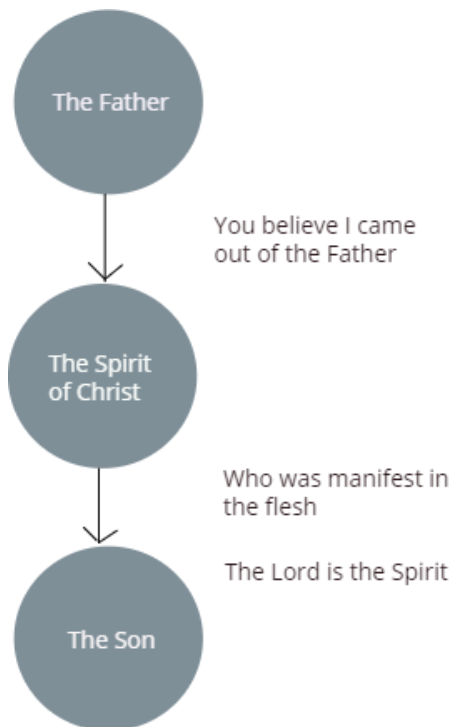 The Father
You believe I came
out of the Father
The Spirit
of Christ
Who was manifest in
the flesh
The Lord is the Spirit
The Son